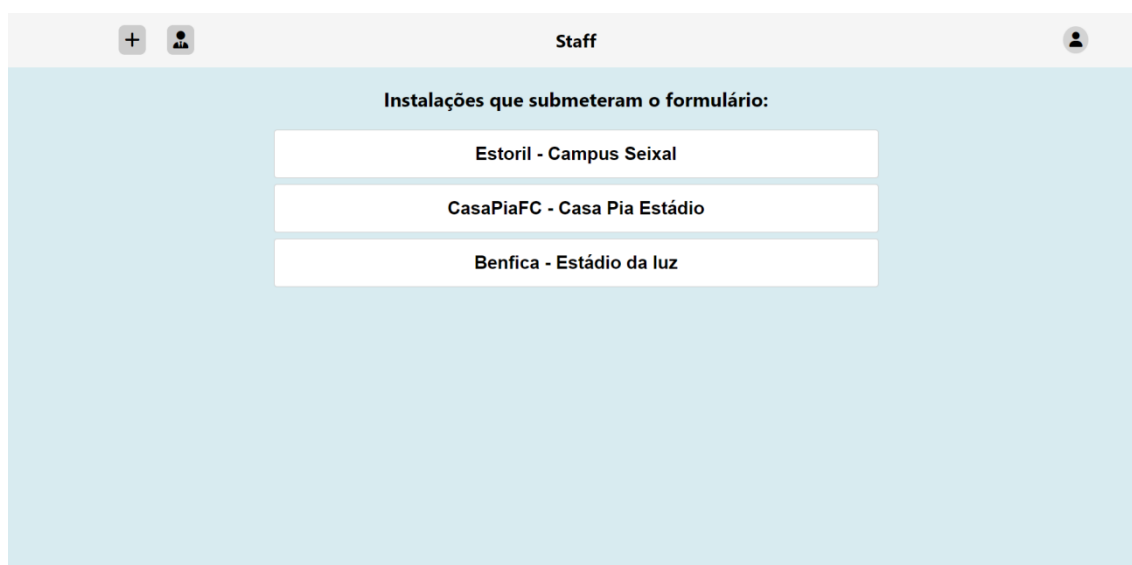 Staff
Instalações que submeteram o formulário:
Estoril - Campus Seixal
CasaPiaFC - Casa Pia Estádio
Benfica - Estádio da luz